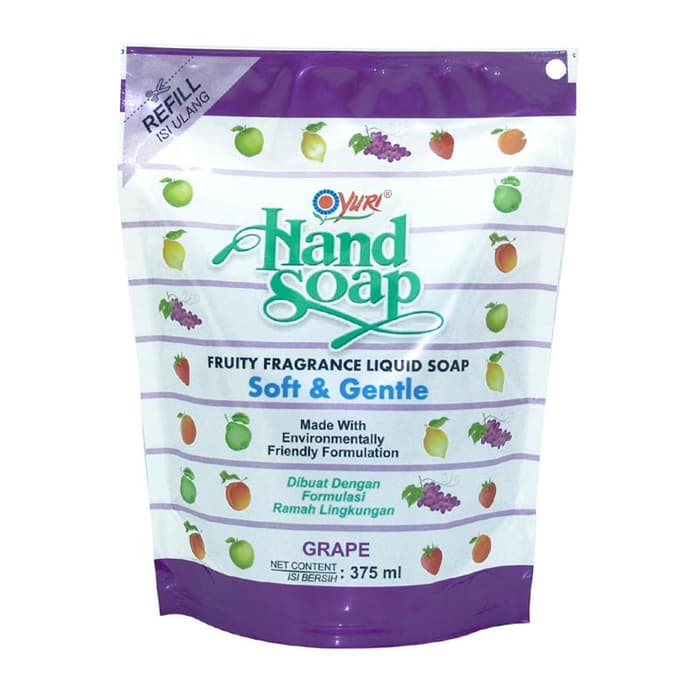 REFILL
ISI ULANG
YURI®
Hand
Soap
FRUITY FRAGRANCE LIQUID SOAP
Soft & Gentle
Made With
Environmentally
Friendly Formulation
Dibuat Dengan
Formulasi
Ramah Lingkungan
GRAPE
NET CONTENT
ISI BERSIH : 375 ml